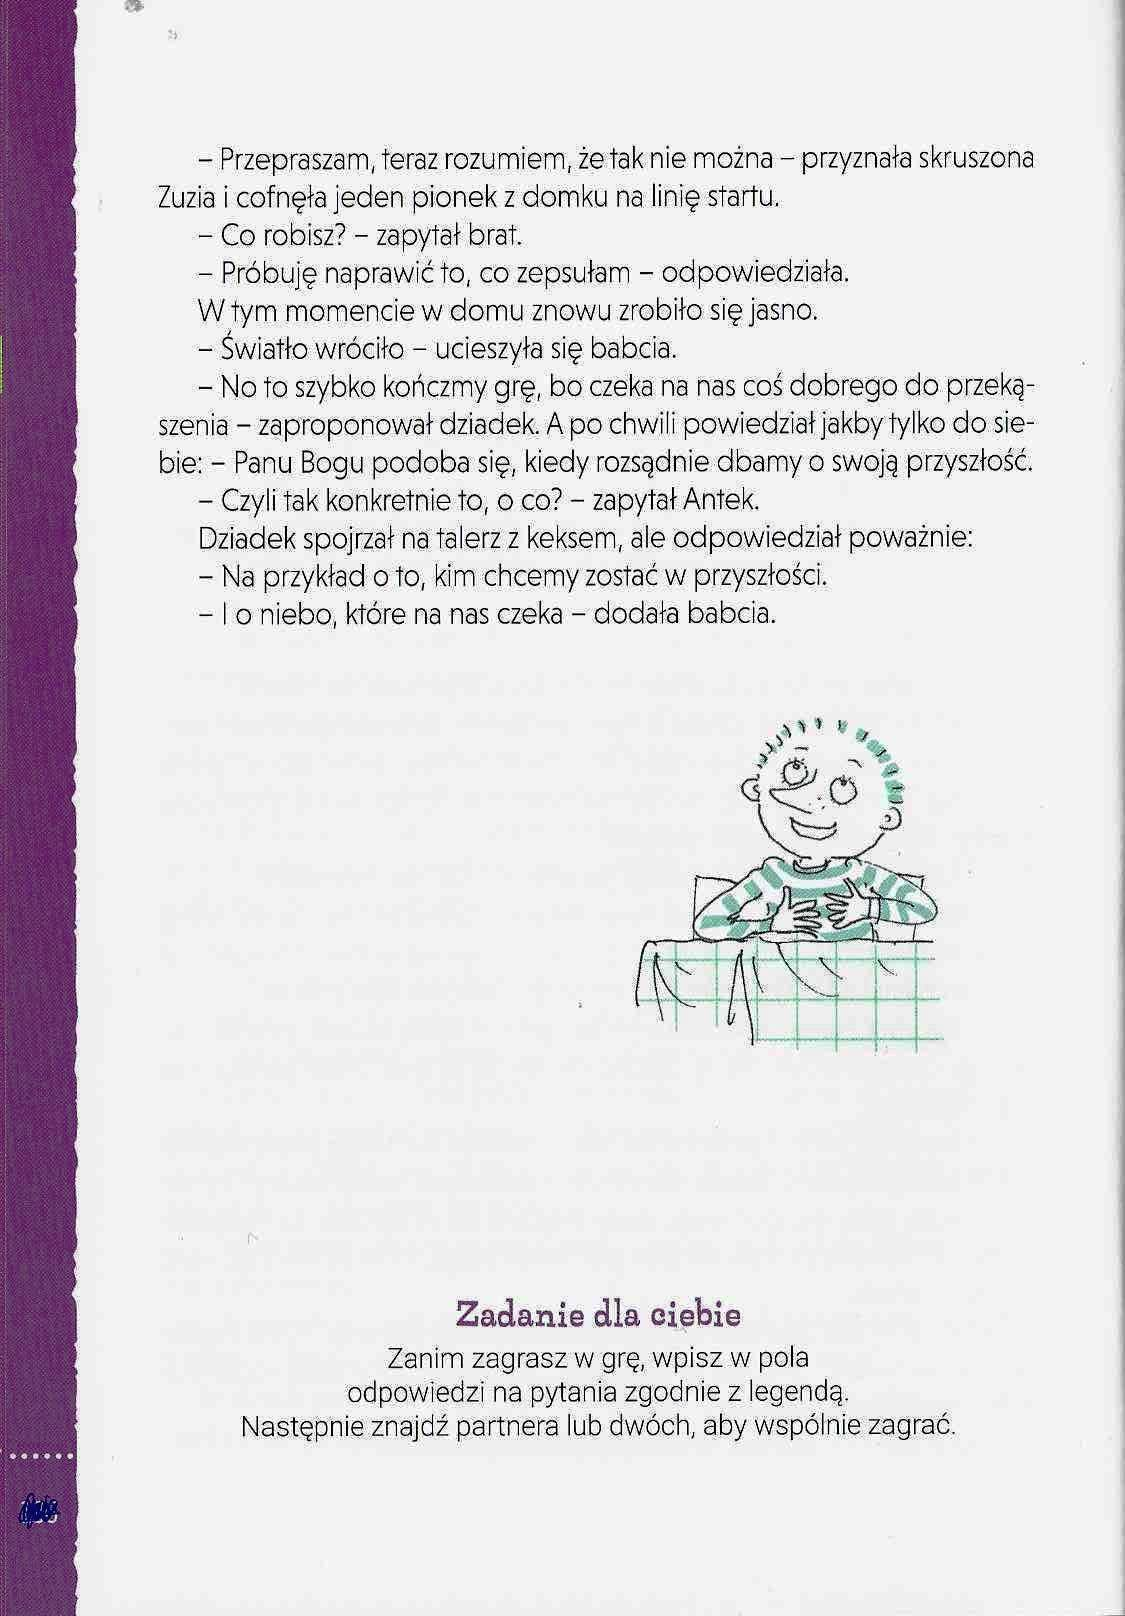 – Przepraszam, teraz rozumiem, że tak nie można – przyznała skruszona
Zuzia i cofnęła jeden pionek z domku na linię startu.
– Co robisz? – zapytał brat.
– Próbuję naprawić to, co zepsułam – odpowiedziała.
W tym momencie w domu znowu zrobiło się jasno.
– Światło wróciło – ucieszyła się babcia.
– No to szybko kończmy grę, bo czeka na nas coś dobrego do przeką-
szenia – zaproponował dziadek. A po chwili powiedział jakby tylko do sie-
bie: – Panu Bogu podoba się, kiedy rozsądnie dbamy o swoją przyszłość.
– Czyli tak konkretnie to, o co? – zapytał Antek.
Dziadek spojrzał na talerz z keksem, ale odpowiedział poważnie:
– Na przykład o to, kim chcemy zostać w przyszłości.
– I o niebo, które na nas czeka – dodała babcia.
Zadanie dla ciebie
Zanim zagrasz w grę, wpisz w pola
odpowiedzi na pytania zgodnie z legendą.
Następnie znajdź partnera lub dwóch, aby wspólnie zagrać.